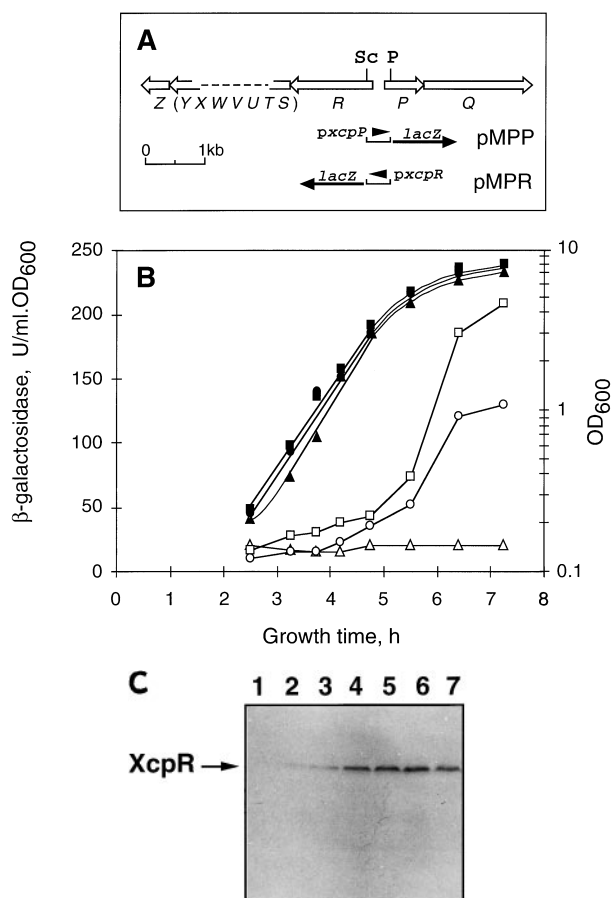 A
Sc P
Z (Y X W V U T S) R P Q
pxcpP lacZ pMPP
0 1kb
lacZ pxcpR pMPR
B
250 10
200
150
100 1
50
0 0.1
0 1 2 3 4 5 6 7 8
β-galactosidase, U/ml.OD600
OD600
Growth time, h
C
1 2 3 4 5 6 7
XcpR